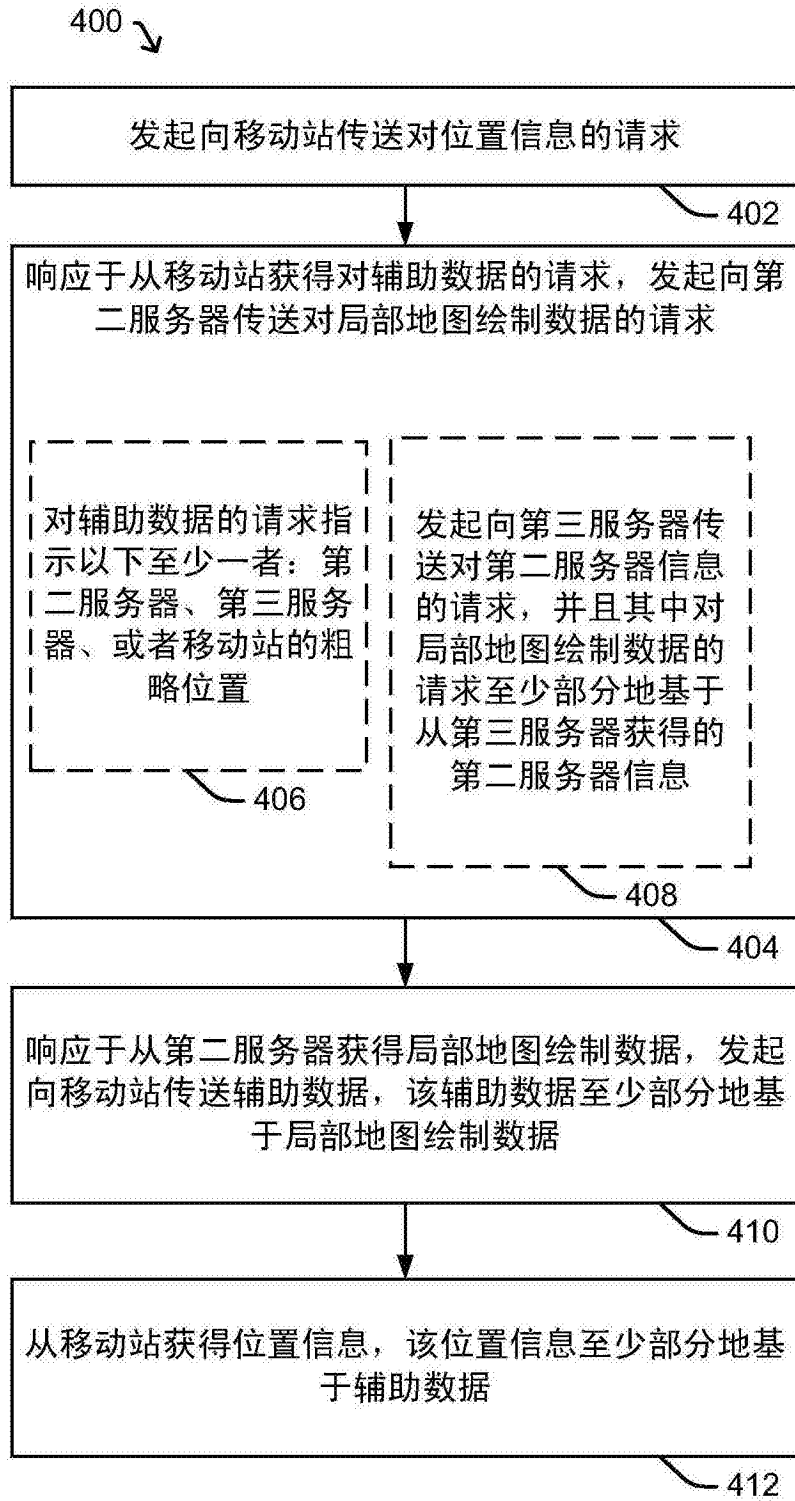 400
发起向移动站传送对位置信息的请求
402
响应于从移动站获得对辅助数据的请求，发起向第
二服务器传送对局部地图绘制数据的请求
对辅助数据的请求指
示以下至少一者：第
二服务器、第三服务
器、或者移动站的粗
略位置
406
发起向第三服务器传
送对第二服务器信息
的请求，并且其中对
局部地图绘制数据的
请求至少部分地基于
从第三服务器获得的
第二服务器信息
408
404
响应于从第二服务器获得局部地图绘制数据，发起
向移动站传送辅助数据，该辅助数据至少部分地基
于局部地图绘制数据
410
从移动站获得位置信息，该位置信息至少部分地基
于辅助数据
412